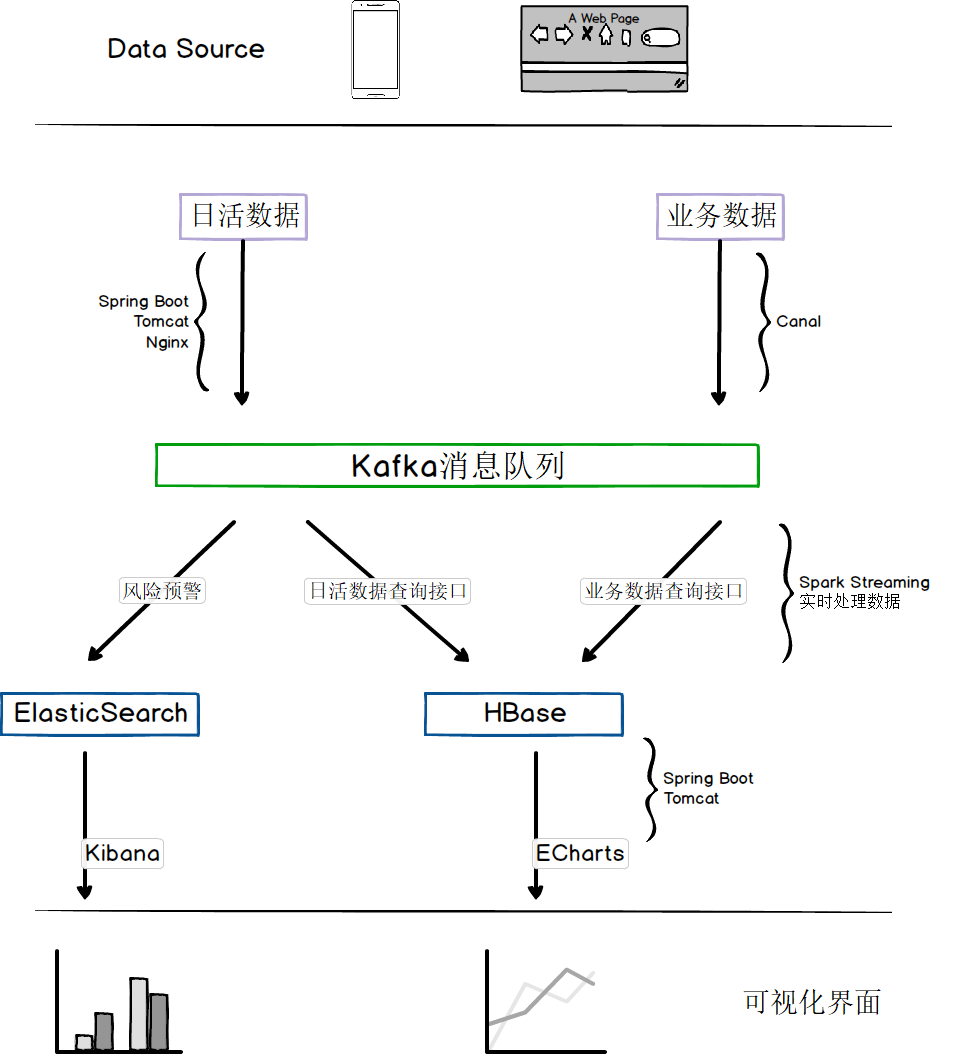 Data Source
A Web Page
日活数据
业务数据
Spring Boot
Tomcat
Nginx
Canal
Kafka消息队列
风险预警
日活数据查询接口
业务数据查询接口
Spark Streaming
实时处理数据
ElasticSearch
HBase
Spring Boot
Tomcat
Kibana
ECharts
可视化界面